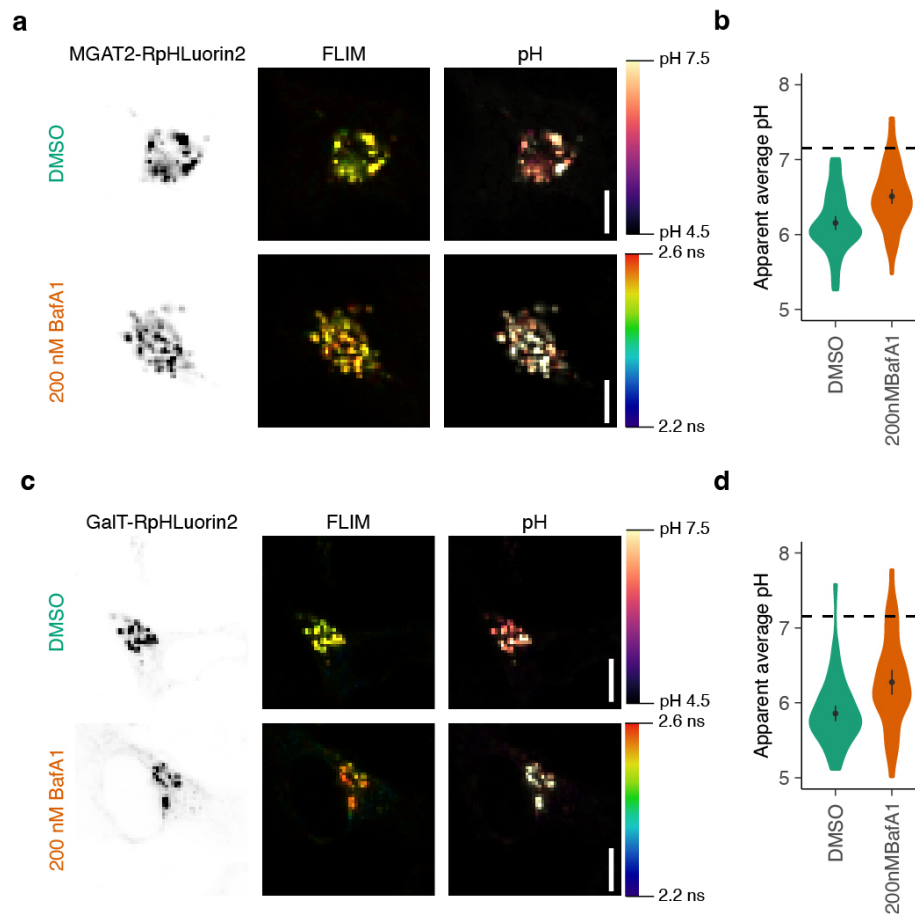 a
MGAT2-RpHLuorin2
FLIM
pH
DMSO
200 nM BafA1
pH 7.5
pH 4.5
2.6 ns
2.2 ns
b
Apparent average pH
8
7
6
5
DMSO
200nMBafA1
c
GalT-RpHLuorin2
FLIM
pH
DMSO
200 nM BafA1
pH 7.5
pH 4.5
2.6 ns
2.2 ns
d
Apparent average pH
8
7
6
5
DMSO
200nMBafA1